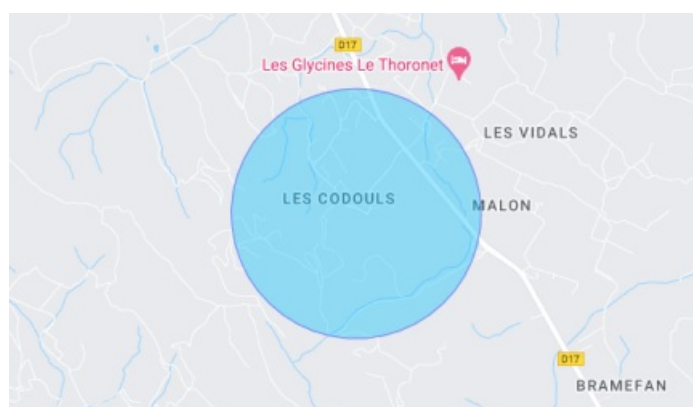 D17
Les Glycines Le Thoronet
LES VIDALS
LES CODOULS
MALON
D17
BRAMEFAN